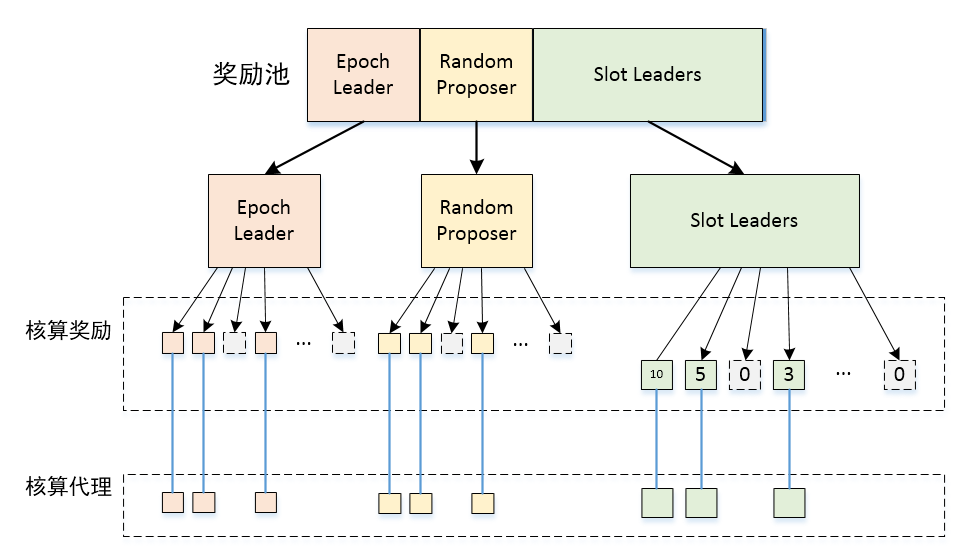 奖励池
Epoch
Leader
Random
Proposer
Slot Leaders
Epoch
Leader
Random
Proposer
Slot Leaders
核算奖励
...
...
10
5
0
3
...
0
核算代理